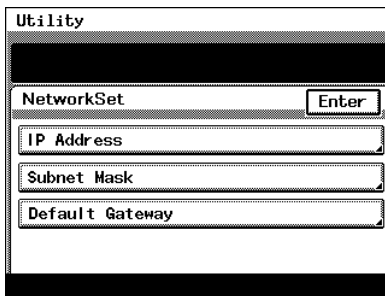 Utility
NetworkSet
Enter
IP Address
Subnet Mask
Default Gateway